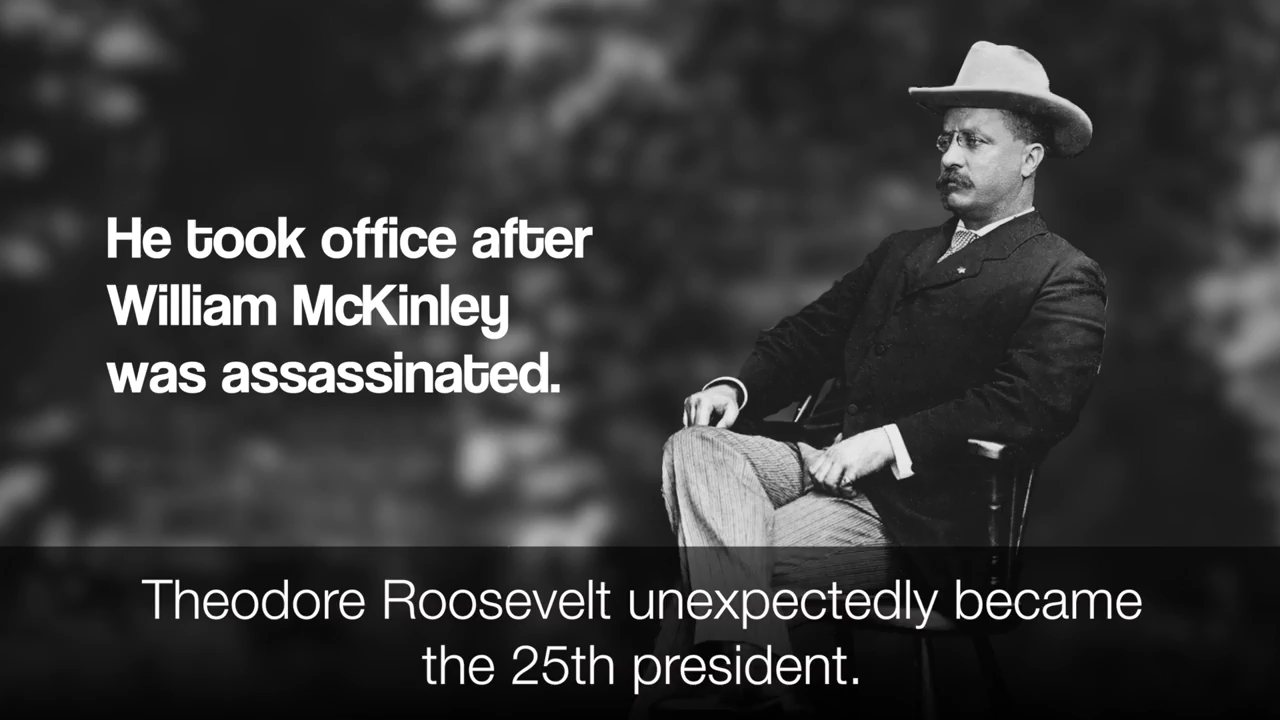 He took office after
William McKinley
was assassinated.
Theodore Roosevelt unexpectedly became
the 25th president.